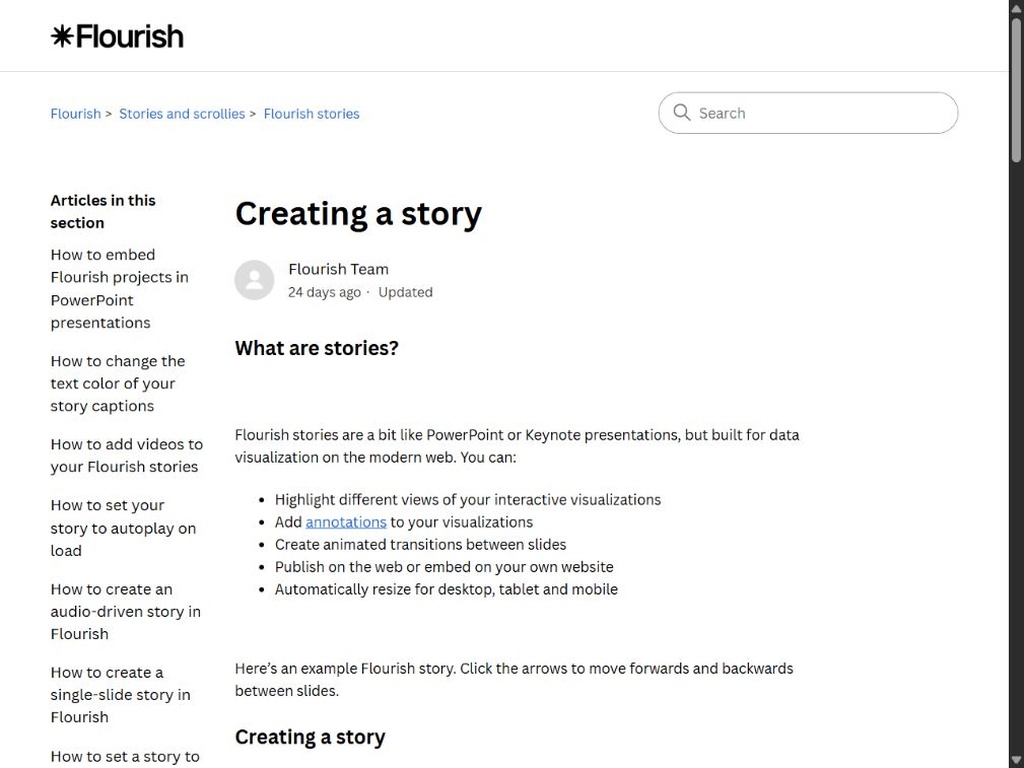 Flourish
Flourish > Stories and scrollies > Flourish stories
Search
Articles in this
section
How to embed
Flourish projects in
PowerPoint
presentations
How to change the
text color of your
story captions
How to add videos to
your Flourish stories
How to set your
story to autoplay on
load
How to create an
audio-driven story in
Flourish
How to create a
single-slide story in
Flourish
How to set a story to
Creating a story
Flourish Team
24 days ago · Updated
What are stories?
Flourish stories are a bit like PowerPoint or Keynote presentations, but built for data
visualization on the modern web. You can:
• Highlight different views of your interactive visualizations
• Add annotations to your visualizations
• Create animated transitions between slides
• Publish on the web or embed on your own website
• Automatically resize for desktop, tablet and mobile
Here’s an example Flourish story. Click the arrows to move forwards and backwards
between slides.
Creating a story